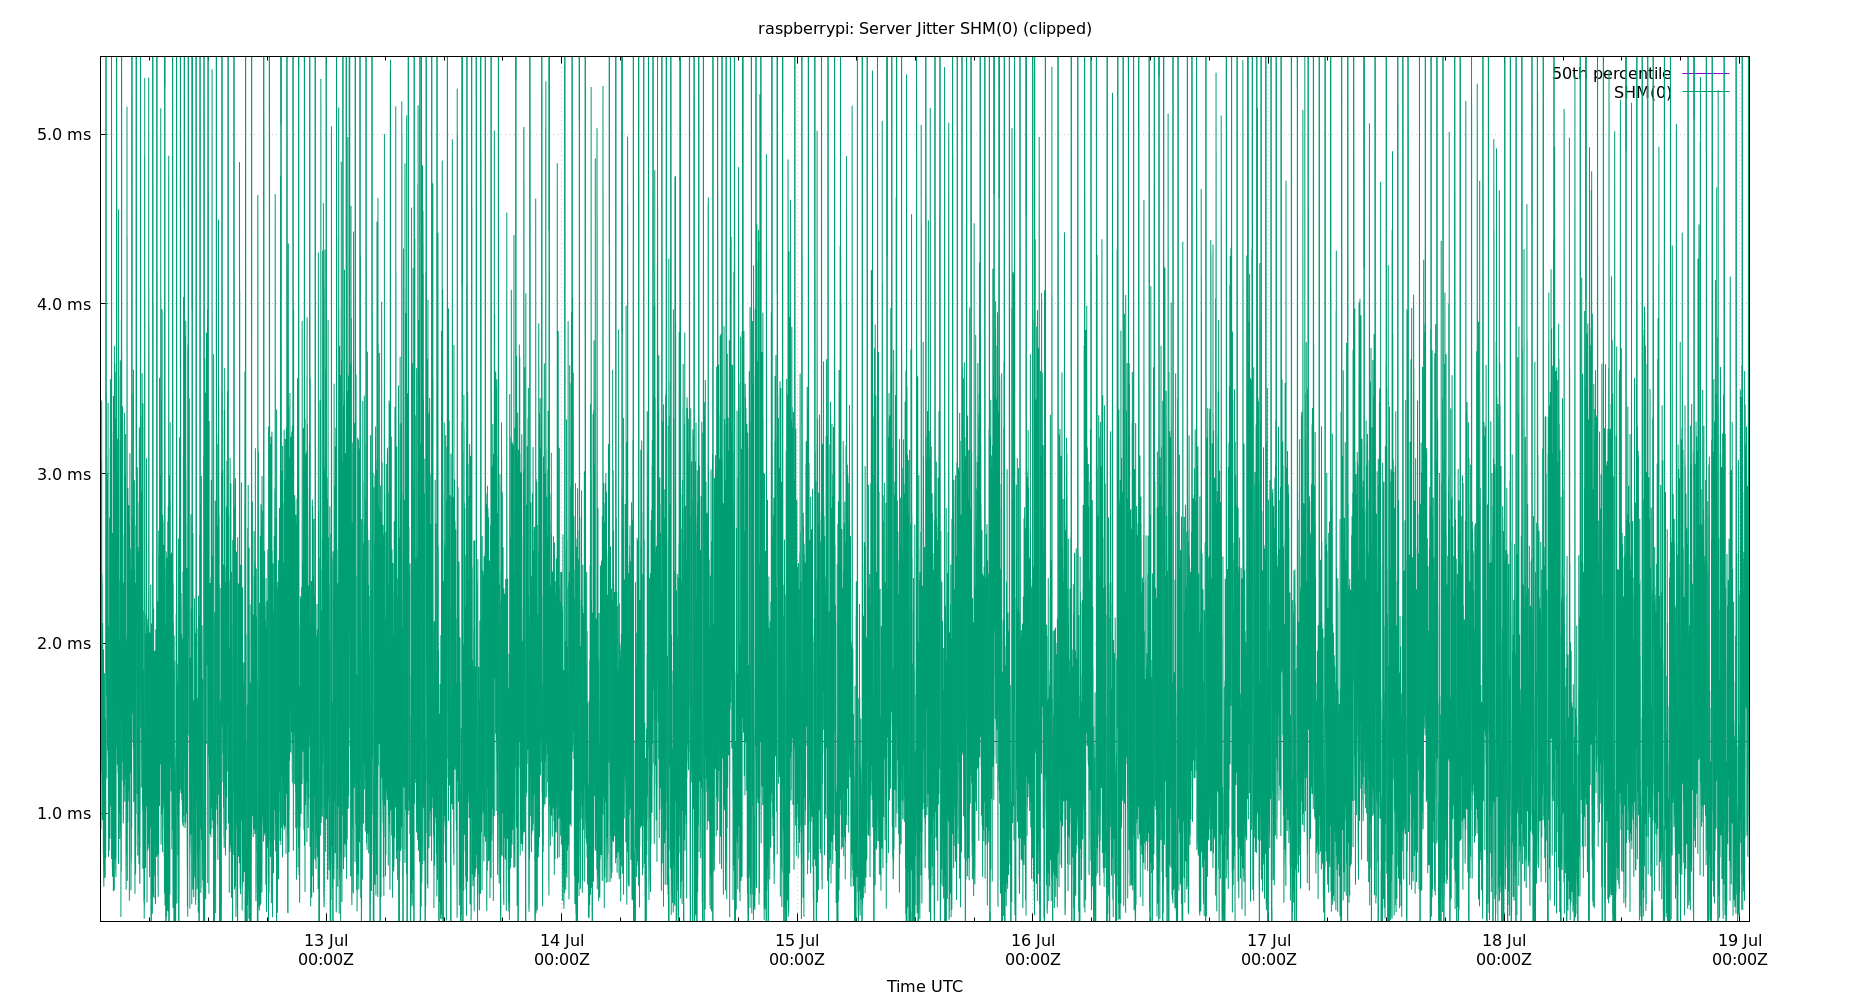 raspberrypi: Server Jitter SHM(0) (clipped)
50th percentile
SHM(0)
5.0 ms
4.0 ms
3.0 ms
2.0 ms
1.0 ms
13 Jul 14 Jul 15 Jul 16 Jul 17 Jul 18 Jul 19 Jul
00:00Z 00:00Z 00:00Z 00:00Z 00:00Z 00:00Z 00:00Z
Time UTC